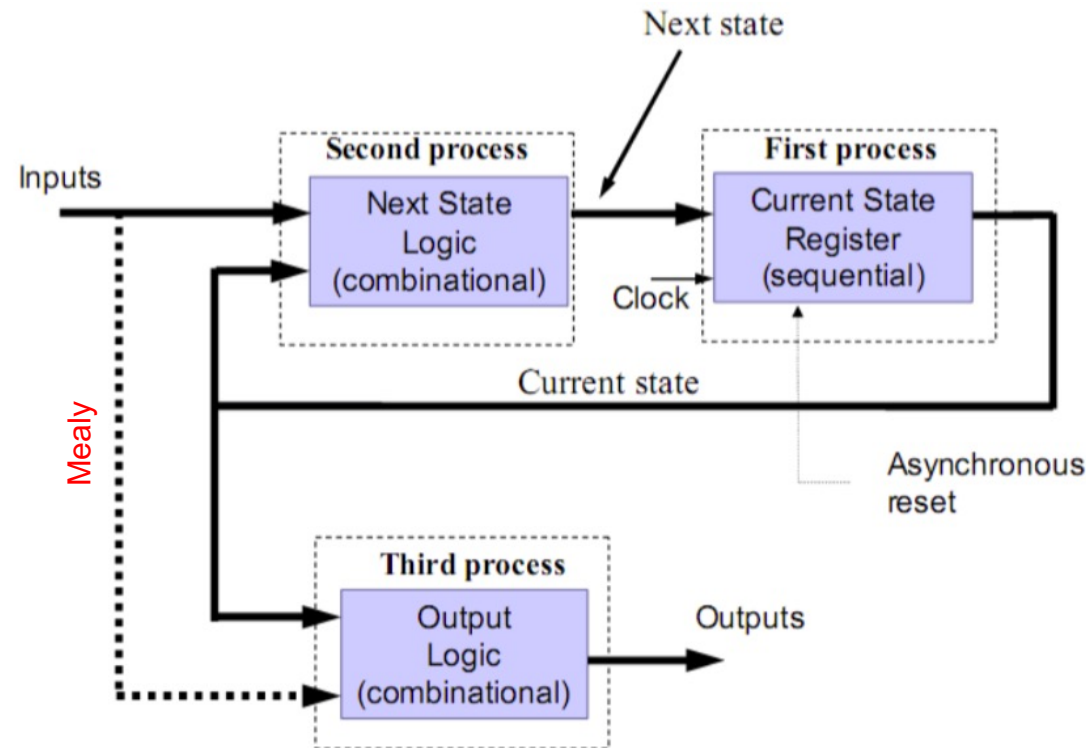 Next state
Second process
First process
Inputs
Next State
Logic
(combinational)
Current State
Register
(sequential)
Clock
Current state
Mealy
Asynchronous
reset
Third process
Output
Logic
(combinational)
Outputs